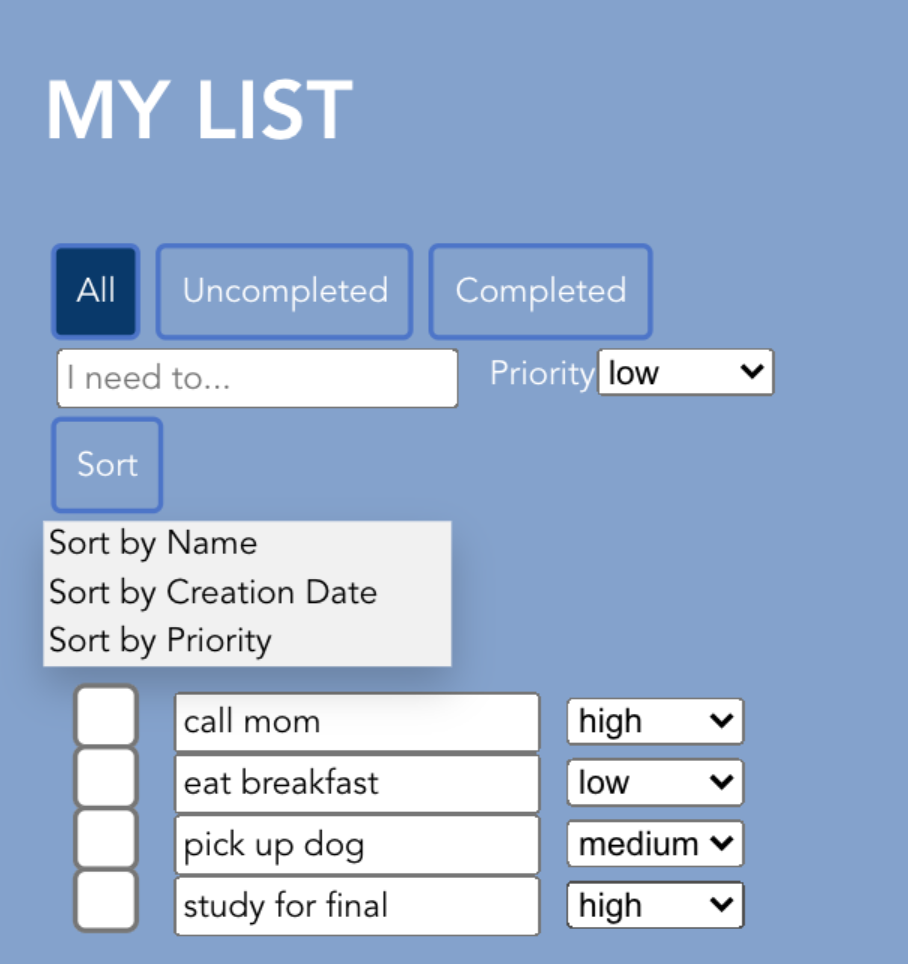 MY LIST
All Uncompleted Completed
I need to... Priority low
Sort
Sort by Name
Sort by Creation Date
Sort by Priority
call mom high
eat breakfast low
pick up dog medium
study for final high